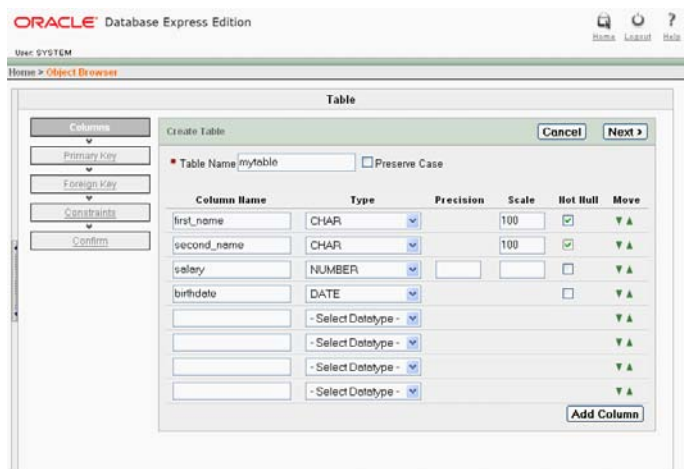 ORACLE® Database Express Edition
Home Logout Help
User: SYSTEM
Home > Object Browser
Table
Columns
Primary Key
Foreign Key
Constraints
Confirm
Create Table Cancel Next >
* Table Name mytable Preserve Case
Column Name Type Precision Scale Not Null Move
first_name CHAR 100
second_name CHAR 100
salary NUMBER
birthdate DATE
- Select Datatype -
- Select Datatype -
- Select Datatype -
- Select Datatype -
Add Column